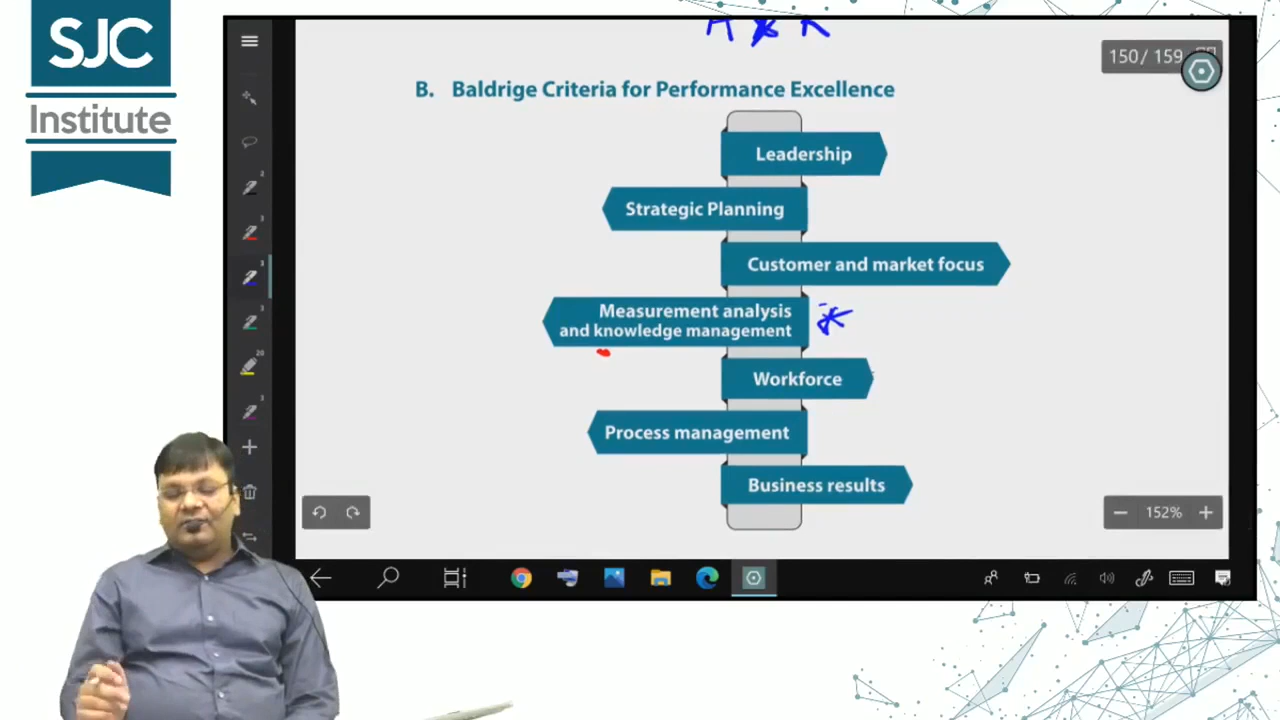 SJC
Institute
150 / 159
B. Baldrige Criteria for Performance Excellence
Leadership
Strategic Planning
Customer and market focus
Measurement analysis
and knowledge management
Workforce
Process management
Business results
152%